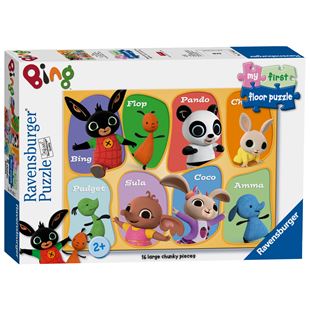 Bing
my
first
floor puzzle
Ravensburger
Puzzle
Flop
Pando
Bing
Padget
Sula
Coco
Amma
2+
16 large chunky pieces
Ravensburger
Ravensburger